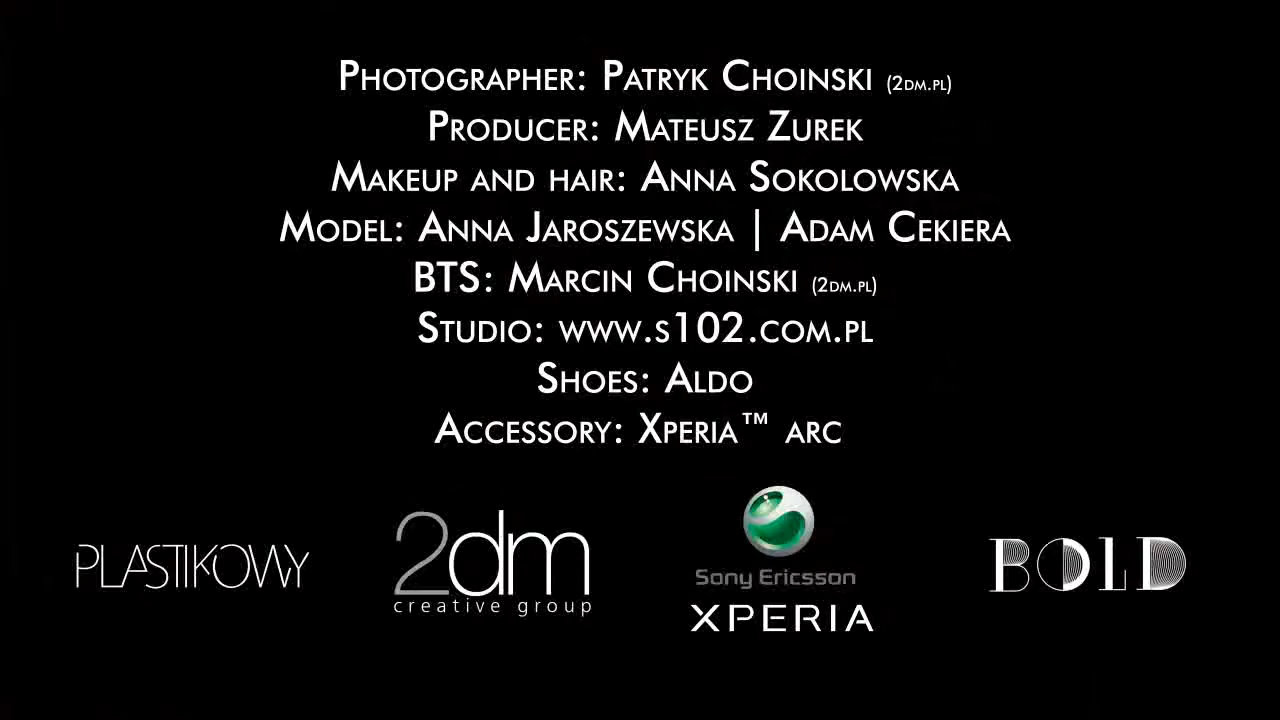 Photographer: Patryk Choinski (2dm.pl)
Producer: Mateusz Zurek
Makeup and hair: Anna Sokolowska
Model: Anna Jaroszewska | Adam Cekiera
BTS: Marcin Choinski (2dm.pl)
Studio: www.s102.com.pl
Shoes: Aldo
Accessory: Xperia™ arc
PLASTIKOWY
2dm
creative group
Sony Ericsson
XPERIA
BOLD